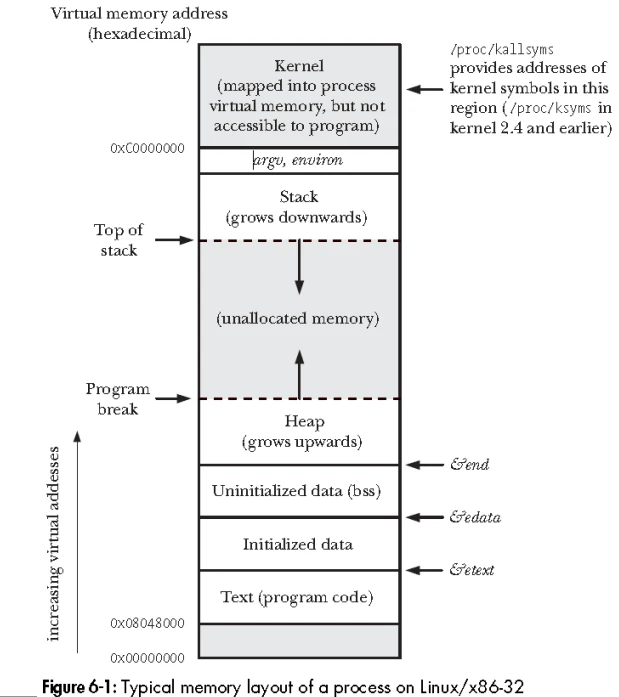 Virtual memory address
(hexadecimal)
Kernel
(mapped into process
virtual memory, but not
accessible to program)
/proc/kallsyms
provides addresses of
kernel symbols in this
region (/proc/ksyms in
kernel 2.4 and earlier)
0xC0000000
argv, environ
Stack
(grows downwards)
Top of
stack
(unallocated memory)
Program
break
Heap
(grows upwards)
&end
Uninitialized data (bss)
&edata
Initialized data
&etext
Text (program code)
0x08048000
0x00000000
increasing virtual addesses
Figure 6-1: Typical memory layout of a process on Linux/x86-32